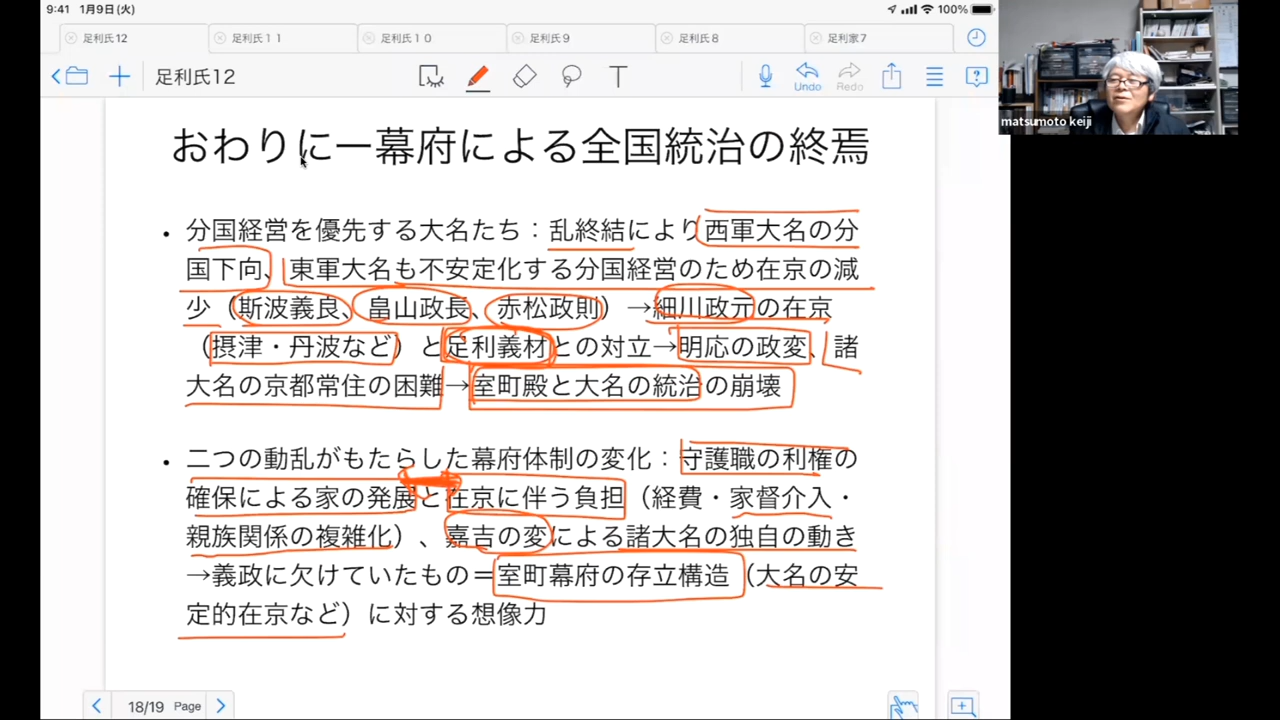 9:41 1月9日(火)
100%
足利氏12
足利氏11
足利氏10
足利氏9
足利氏8
足利家7
足利氏12
Undo
Redo
matsumoto keiji
おわりにー幕府による全国統治の終焉
・分国経営を優先する大名たち：乱終結により西軍大名の分
国下向、東軍大名も不安定化する分国経営のため在京の減
少（斯波義良、畠山政長、赤松政則）→細川政元の在京
（摂津・丹波など）と足利義材との対立→明応の政変、諸
大名の京都常住の困難→室町殿と大名の統治の崩壊
・二つの動乱がもたらした幕府体制の変化：守護職の利権の
確保による家の発展と在京に伴う負担（経費・家督介入・
親族関係の複雑化）、嘉吉の変による諸大名の独自の動き
→義政に欠けていたもの＝室町幕府の存立構造（大名の安
定的在京など）に対する想像力
18/19 Page